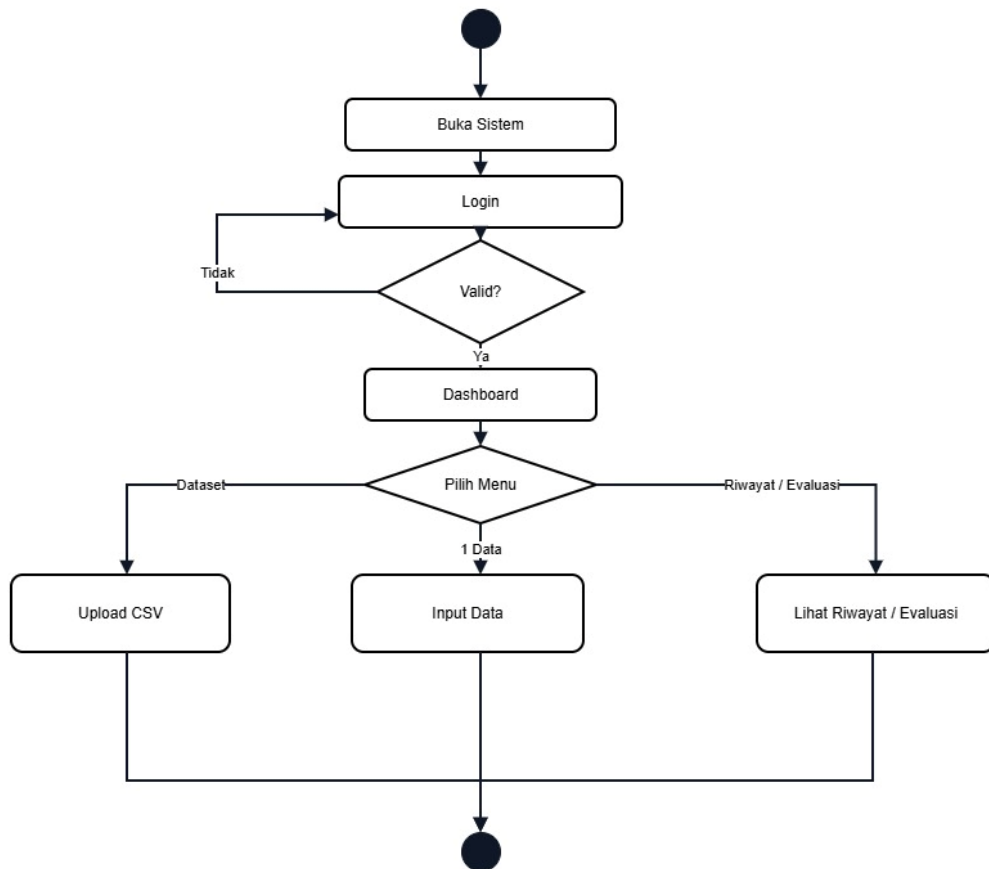 Buka Sistem
Login
Tidak
Valid?
Ya
Dashboard
Dataset
Pilih Menu
Riwayat / Evaluasi
1 Data
Upload CSV
Input Data
Lihat Riwayat / Evaluasi